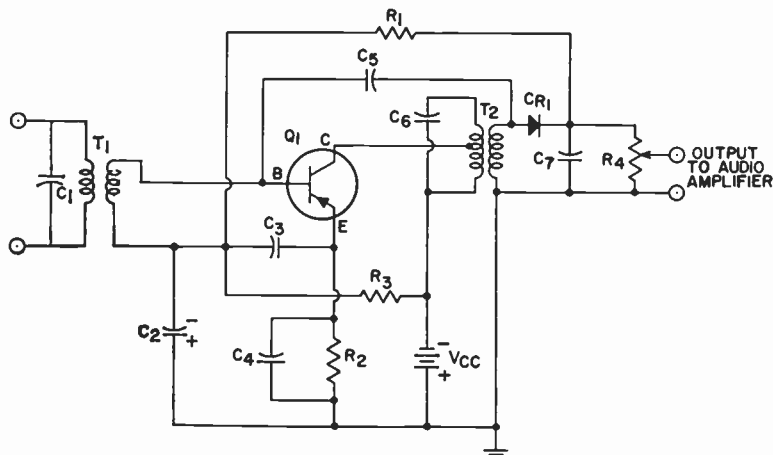 R1
C5
C6
T2
CR1
Q1
C
T1
B
C1
C7
R4
OUTPUT
TO AUDIO
AMPLIFIER
C3
E
R3
C2
-
+
C4
R2
-
VCC
+